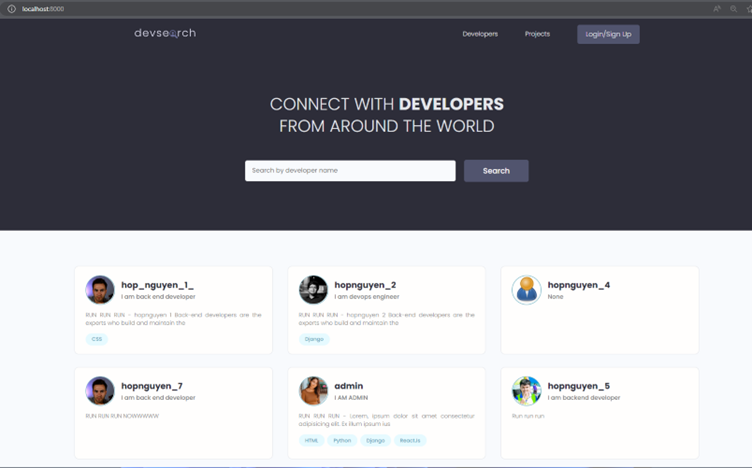 localhost:8000
devsearch
Developers
Projects
Login/Sign Up
CONNECT WITH DEVELOPERS
FROM AROUND THE WORLD
Search by developer name
Search
hop_nguyen_1_
I am back end developer
RUN RUN RUN - hopnguyen 1 Back-end developers are the
experts who build and maintain the
CSS
hopnguyen_2
I am devops engineer
RUN RUN RUN - hopnguyen 2 Back-end developers are the
experts who build and maintain the
Django
hopnguyen_4
None
hopnguyen_7
I am back end developer
RUN RUN RUN NOWWWWW
admin
I AM ADMIN
RUN RUN RUN - Lorem, ipsum dolor sit amet consectetur
adipisicing elit. Ex illum ipsum ius
HTML
Python
Django
ReactJs
hopnguyen_5
I am backend developer
Run run run